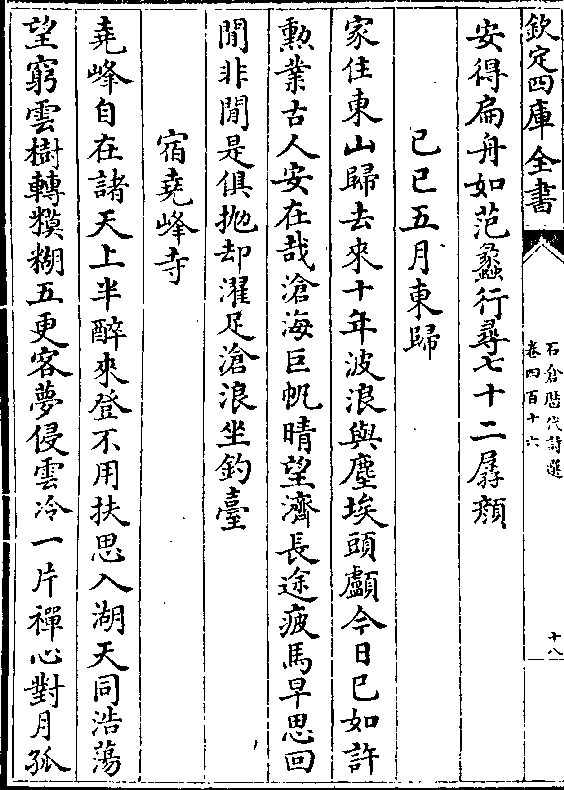 欽定四庫全書
石倉歷代詩選
卷四百十六
十八
安得扁舟如范蠡行尋七十二孱顏
己巳五月東歸
家住東山歸去來十年波浪與塵埃頭顱今日已如許
勲業古人安在哉滄海巨帆晴望濟長途疲馬早思回
閒非閒是俱抛却濯足滄浪坐釣臺
宿堯峰寺
堯峰自在諸天上半醉來登不用扶思入湖天同浩蕩
望窮雲樹轉糢糊五更客夢侵雲冷一片禪心對月孤